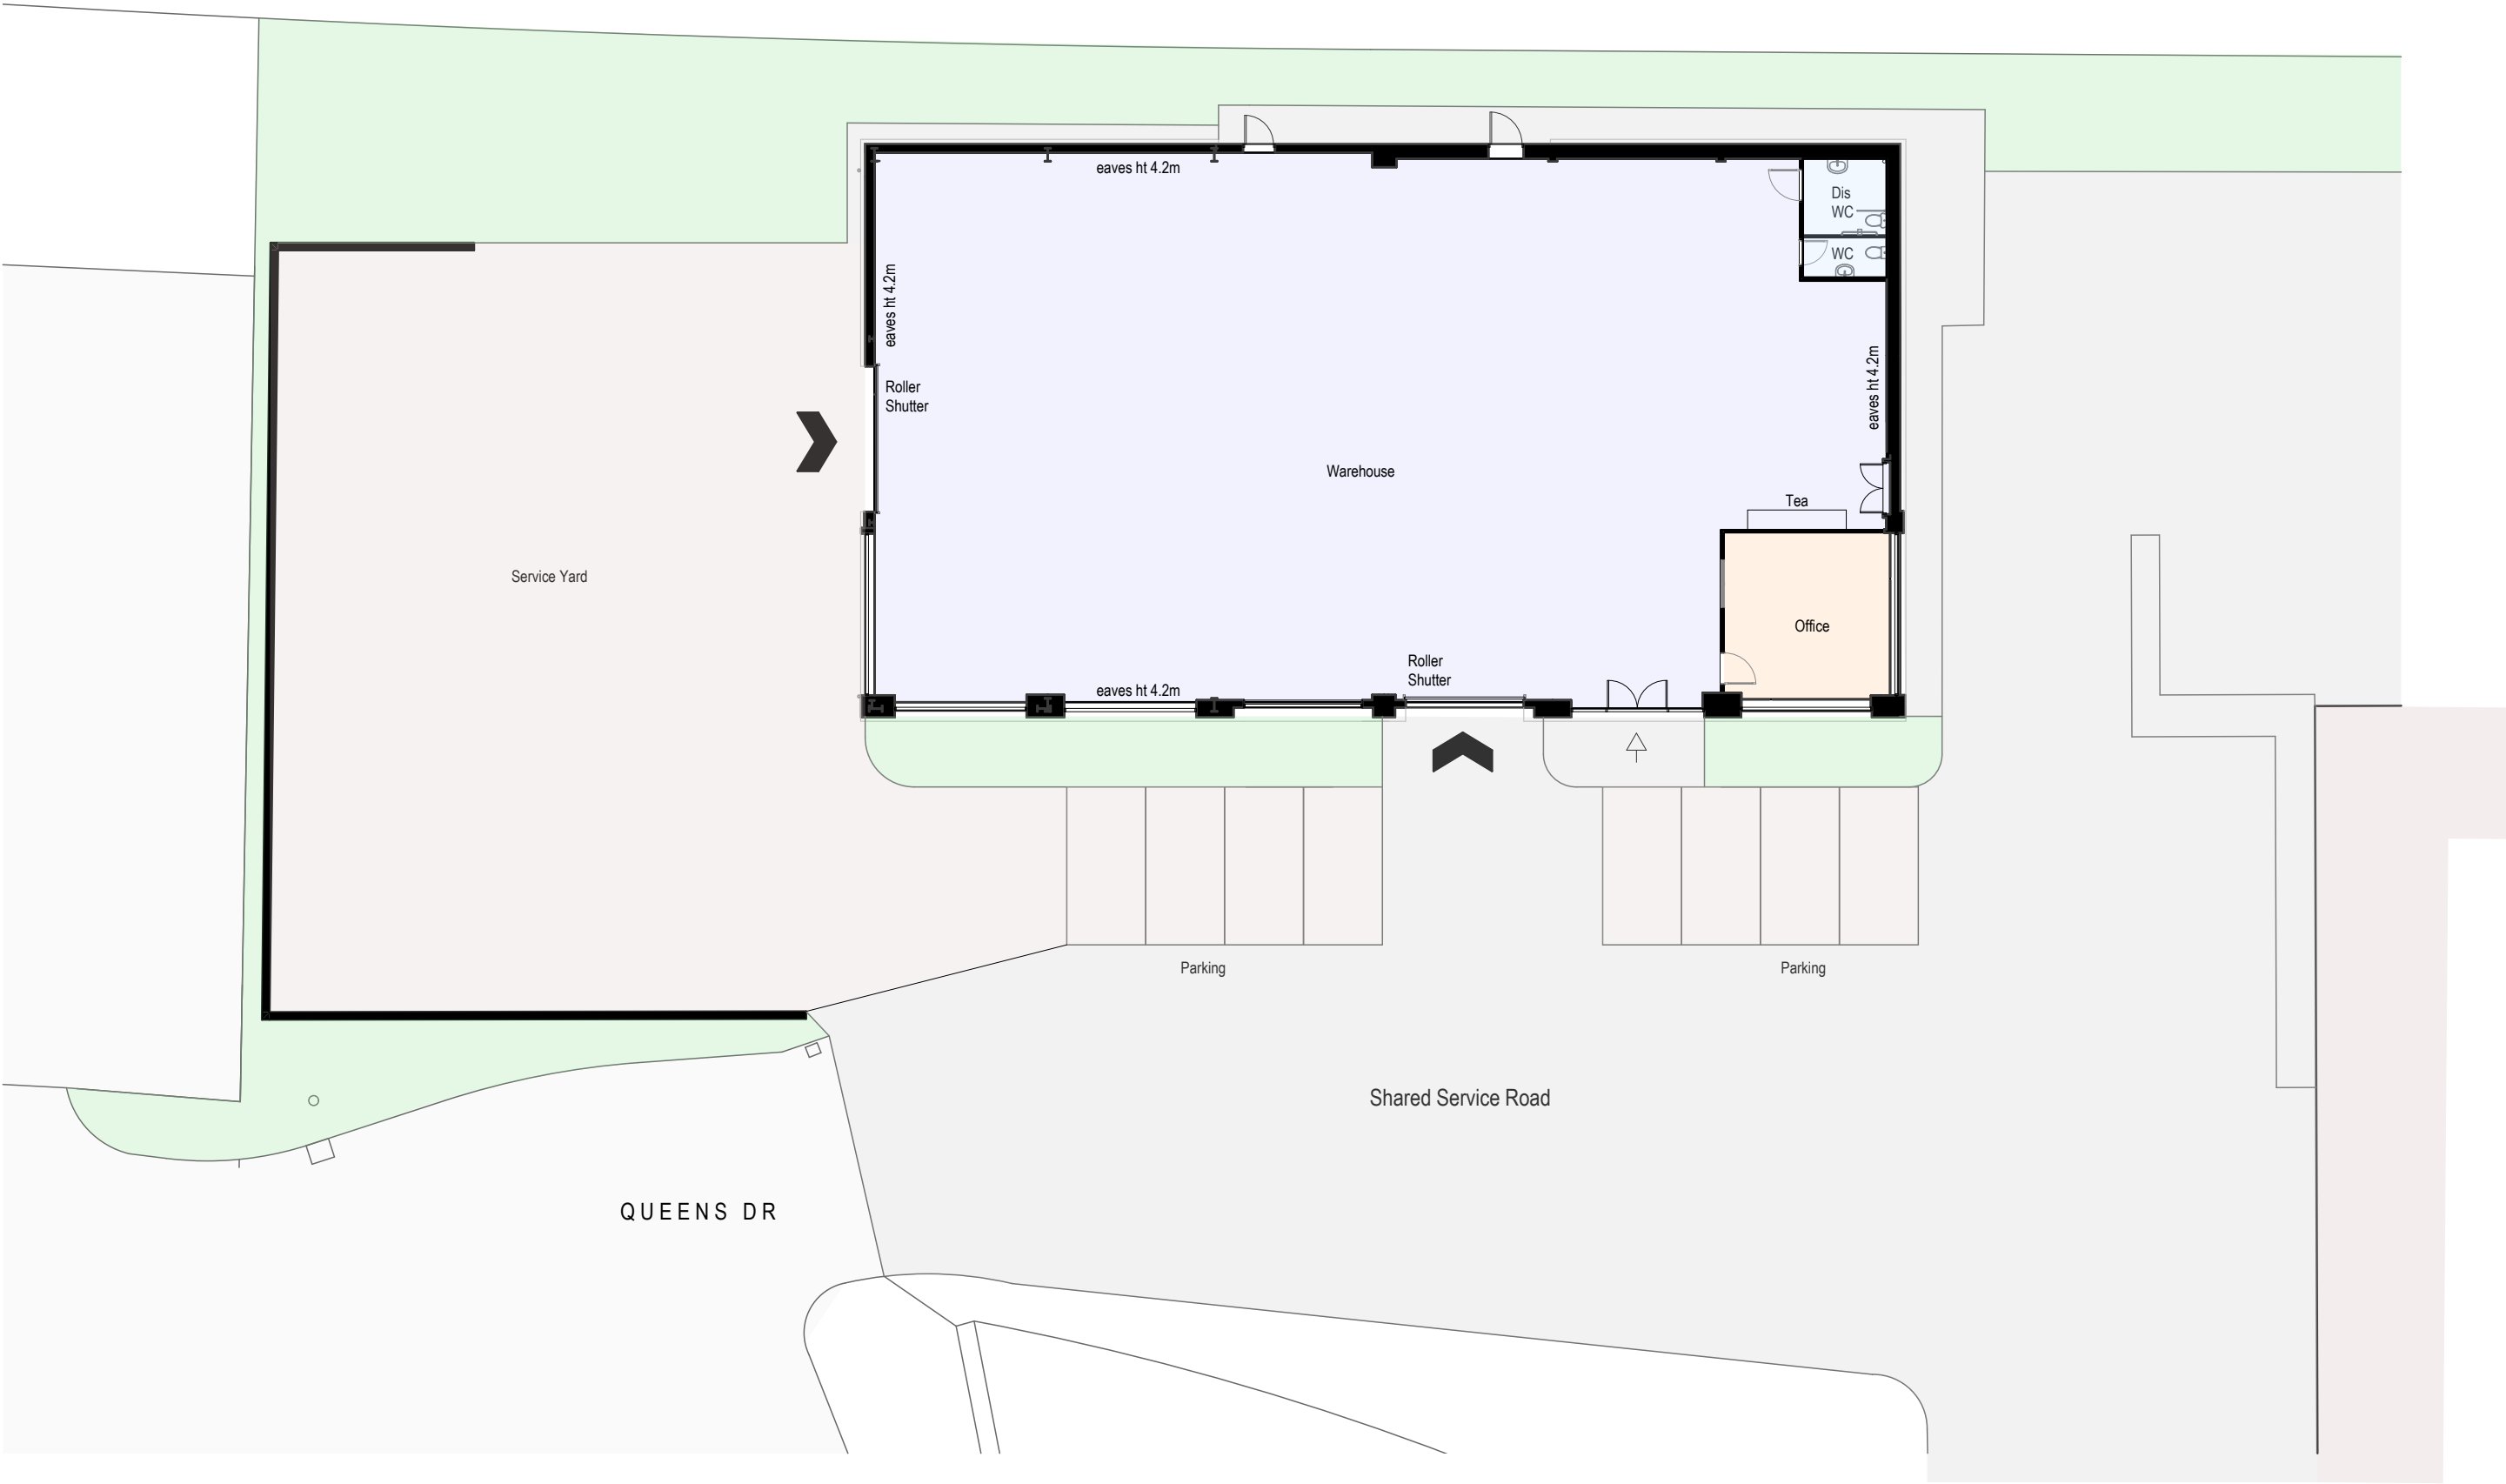 eaves ht 4.2m
Dis
WC
WC
eaves ht 4.2m
Roller
Shutter
eaves ht 4.2m
Warehouse
Tea
Service Yard
Office
Roller
Shutter
eaves ht 4.2m
Parking
Parking
Shared Service Road
QUEENS DR